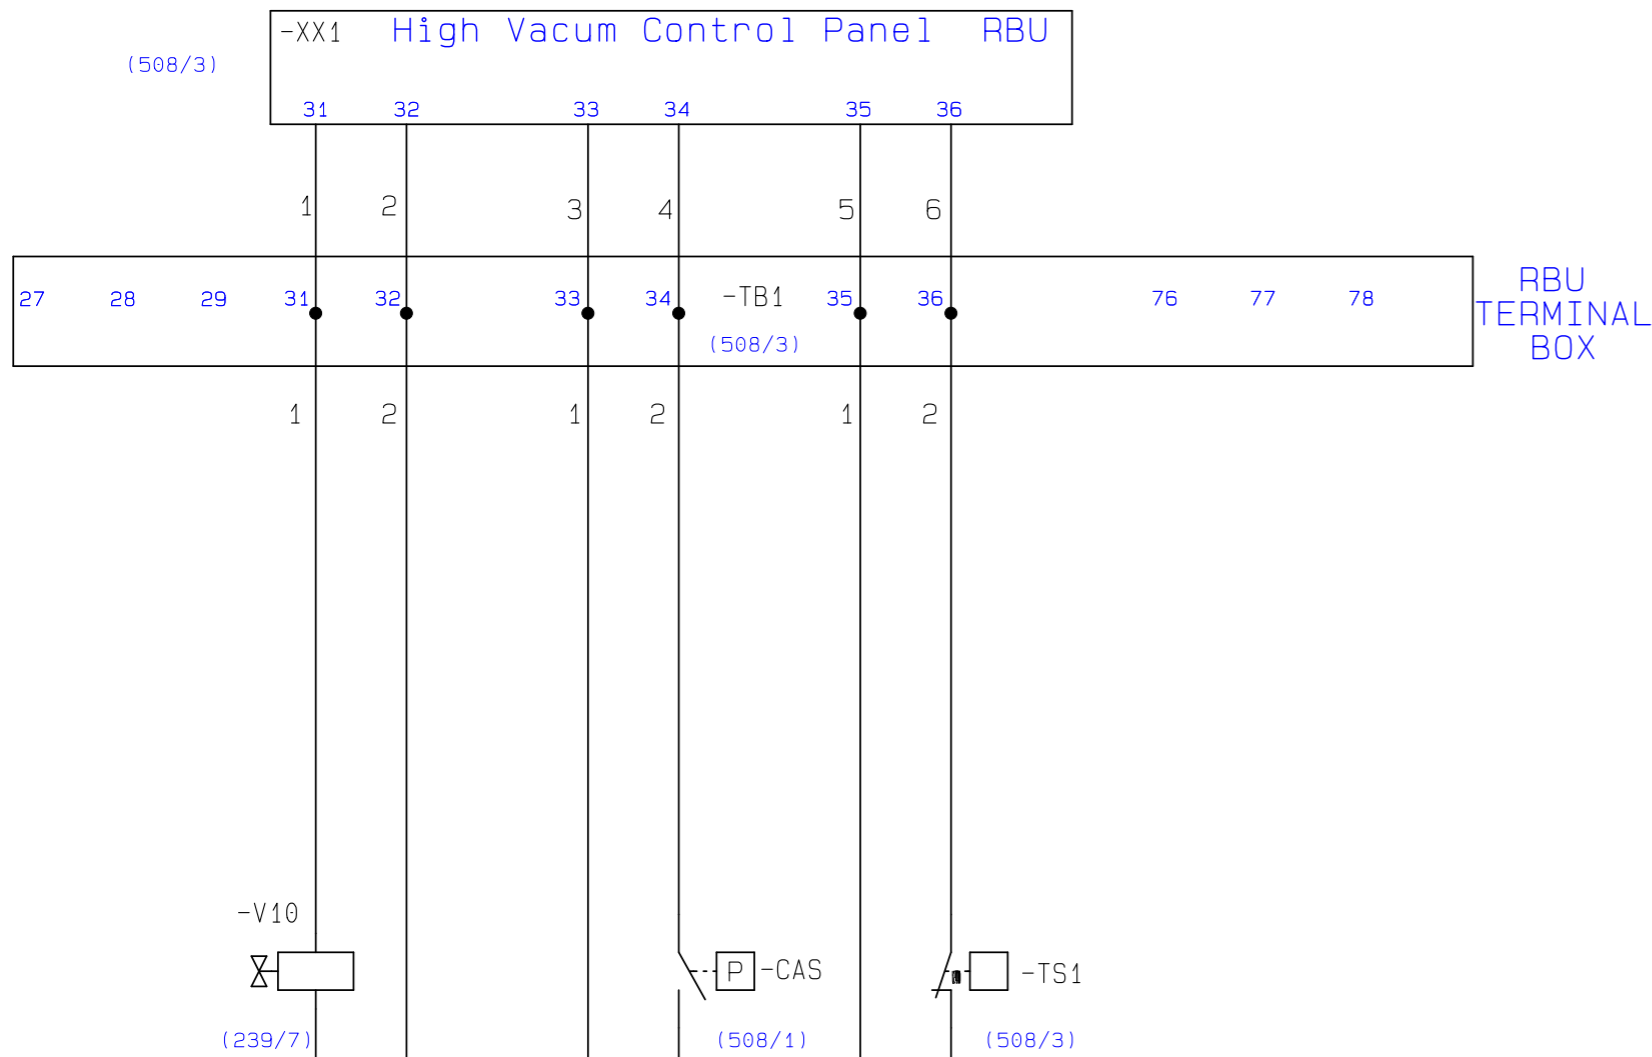 -XX1 High Vacum Control Panel RBU
(508/3)
31 32 33 34 35 36
1 2 3 4 5 6
27 28 29 31 32 33 34 -TB1 35 36 76 77 78
(508/3)
RBU
TERMINAL
BOX
1 2 1 2 1 2
-V10
P -CAS -TS1
(239/7) (508/1) (508/3)